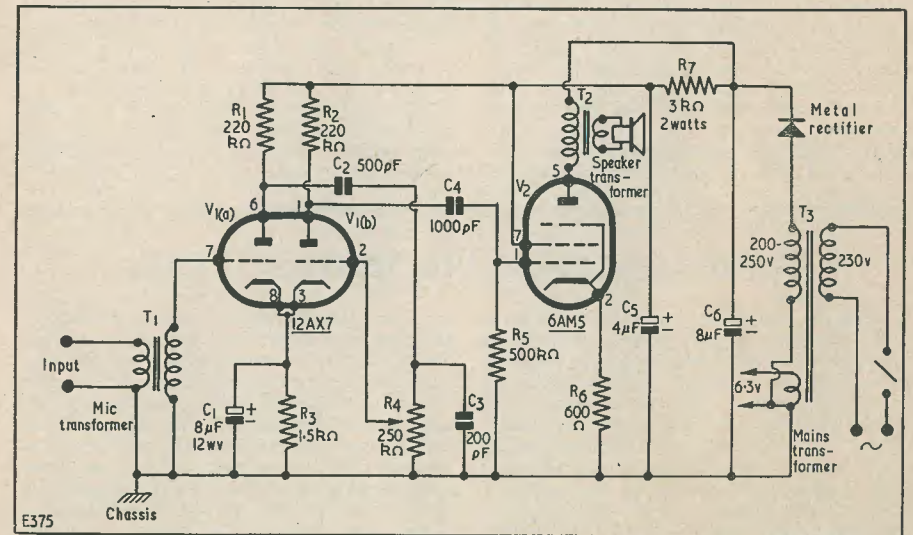 R7
3kΩ
2watts
T2
Metal
rectifier
R1
220
kΩ
R2
220
kΩ
C2 500pF
Speaker
trans-
former
C4
1000pF
V2
5
T3
V1(a)
6
1
V1(b)
7
2
7
1
200-
250v
230v
8
3
12AX7
2
6AM5
C5
4μF
+
–
C6
8μF
+
–
T1
R5
500kΩ
Input
Mic
transformer
C1
8μF
12wv
+
–
R3
1·5kΩ
R4
250
kΩ
C3
200
pF
R6
600
Ω
6·3v
Mains
trans-
former
~
Chassis
E375